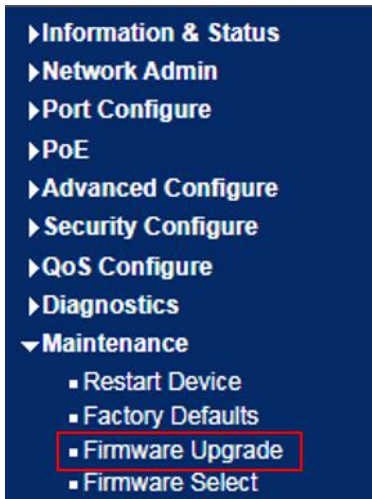 Information & Status
Network Admin
Port Configure
PoE
Advanced Configure
Security Configure
QoS Configure
Diagnostics
Maintenance
Restart Device
Factory Defaults
Firmware Upgrade
Firmware Select